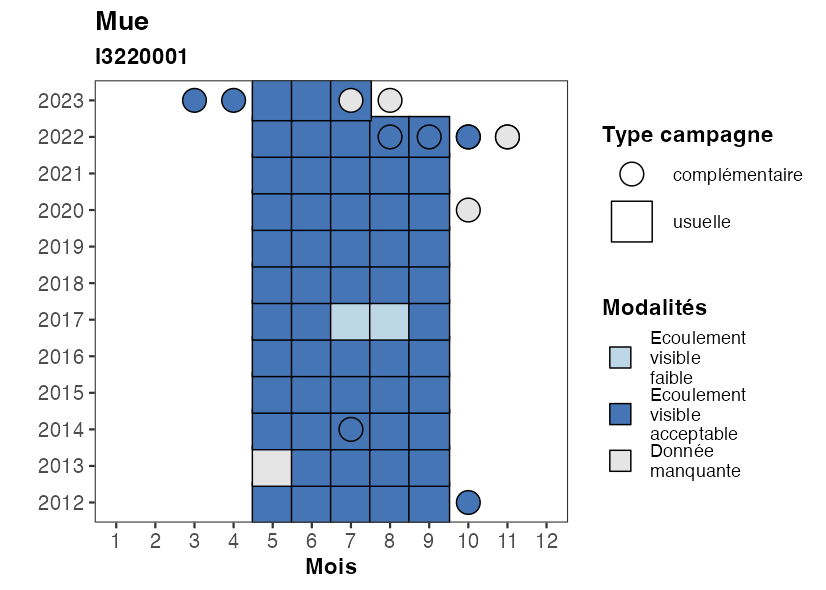 Mue
I3220001
2023
2022
2021
2020
2019
2018
2017
2016
2015
2014
2013
2012
1 2 3 4 5 6 7 8 9 10 11 12
Mois
Type campagne
complémentaire
usuelle
Modalités
Ecoulement
visible
faible
Ecoulement
visible
acceptable
Donnée
manquante